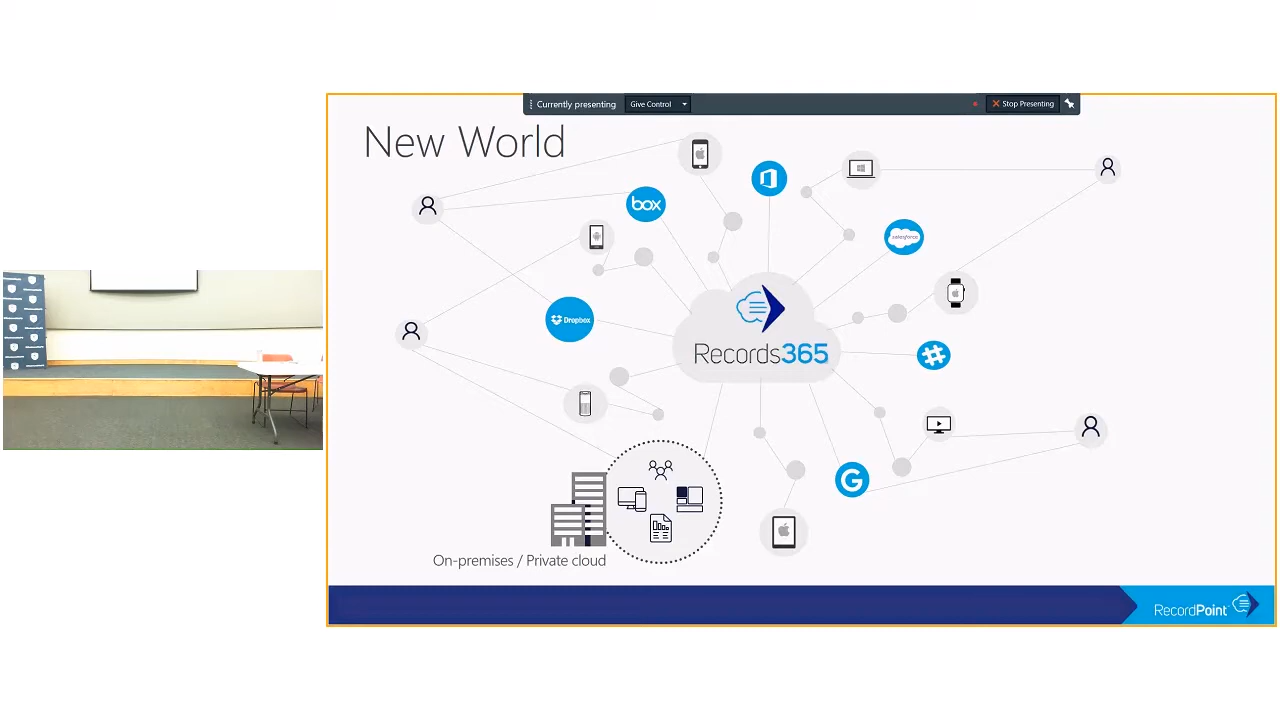 Currently presenting
Give Control
Stop Presenting
New World
box
salesforce
Dropbox
Records365
G
On-premises / Private cloud
RecordPoint